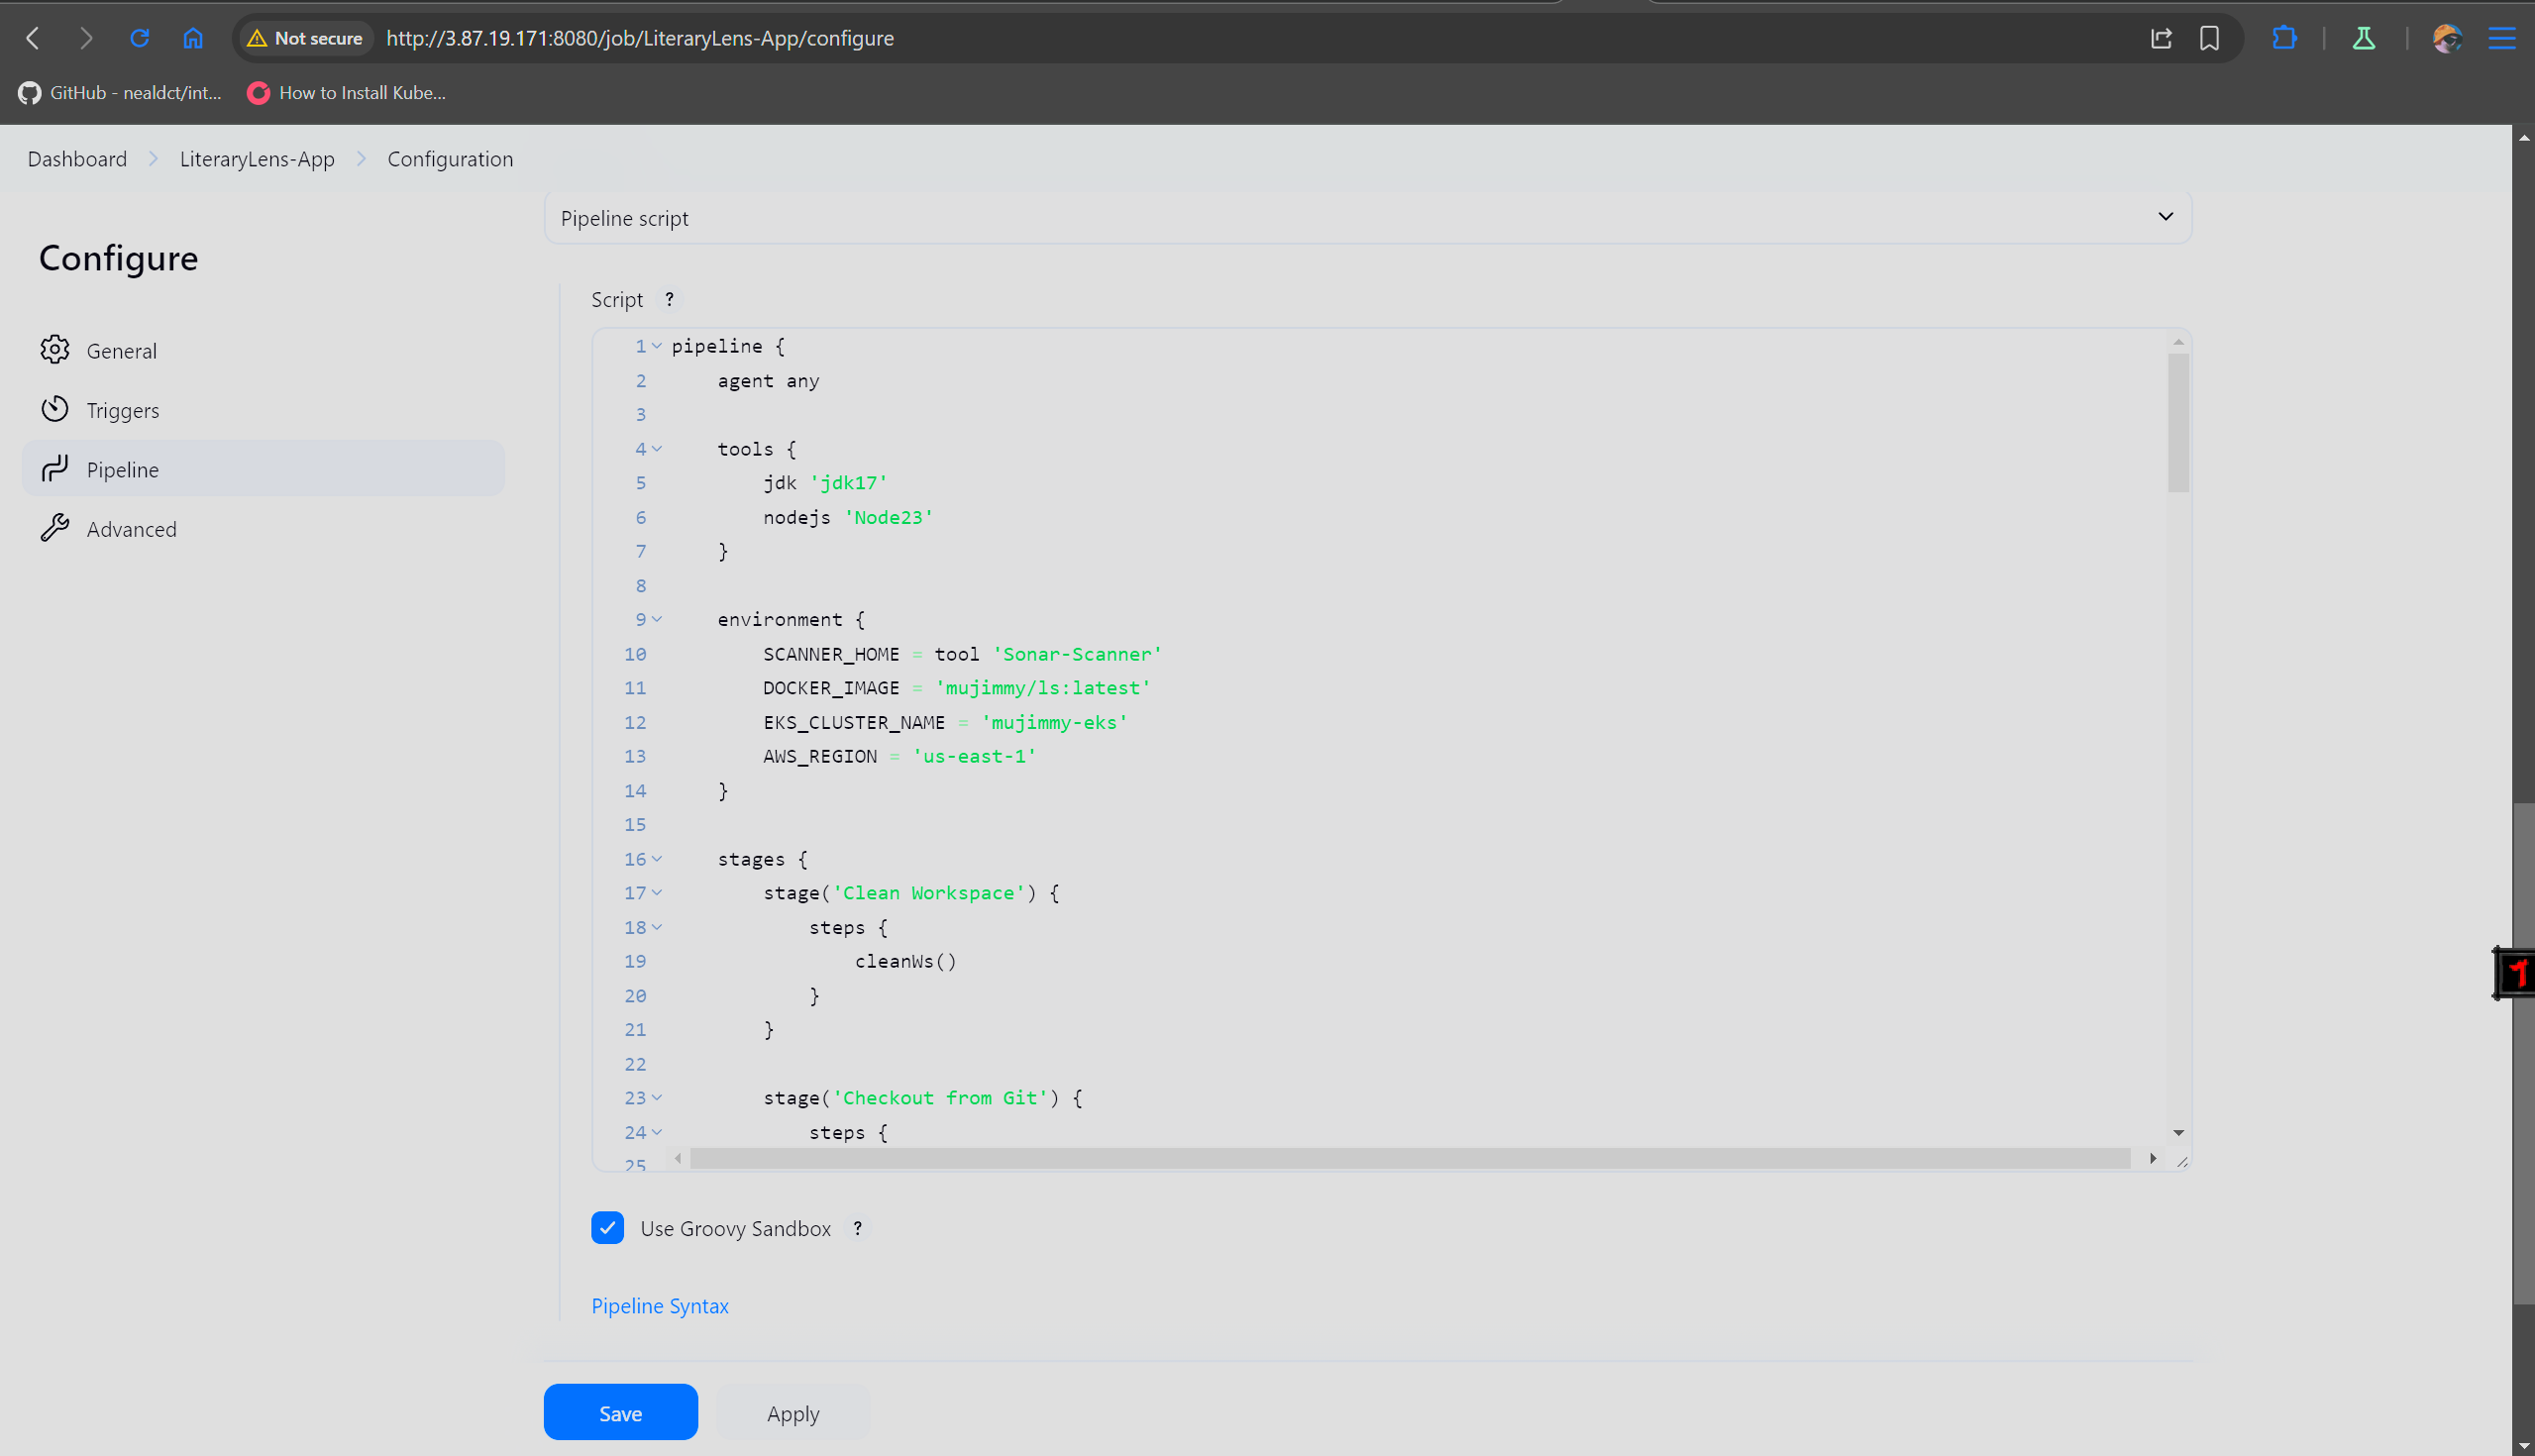 Not secure http://3.87.19.171:8080/job/LiteraryLens-App/configure
GitHub - nealdct/int... How to Install Kube...
Dashboard LiteraryLens-App Configuration
Configure
General
Triggers
Pipeline
Advanced
Pipeline script
Script ?
1 pipeline {
2     agent any
3
4     tools {
5         jdk 'jdk17'
6         nodejs 'Node23'
7     }
8
9     environment {
10         SCANNER_HOME = tool 'Sonar-Scanner'
11         DOCKER_IMAGE = 'mujimmy/ls:latest'
12         EKS_CLUSTER_NAME = 'mujimmy-eks'
13         AWS_REGION = 'us-east-1'
14     }
15
16     stages {
17         stage('Clean Workspace') {
18             steps {
19                 cleanWs()
20             }
21         }
22
23         stage('Checkout from Git') {
24             steps {
25
Use Groovy Sandbox ?
Pipeline Syntax
Save Apply